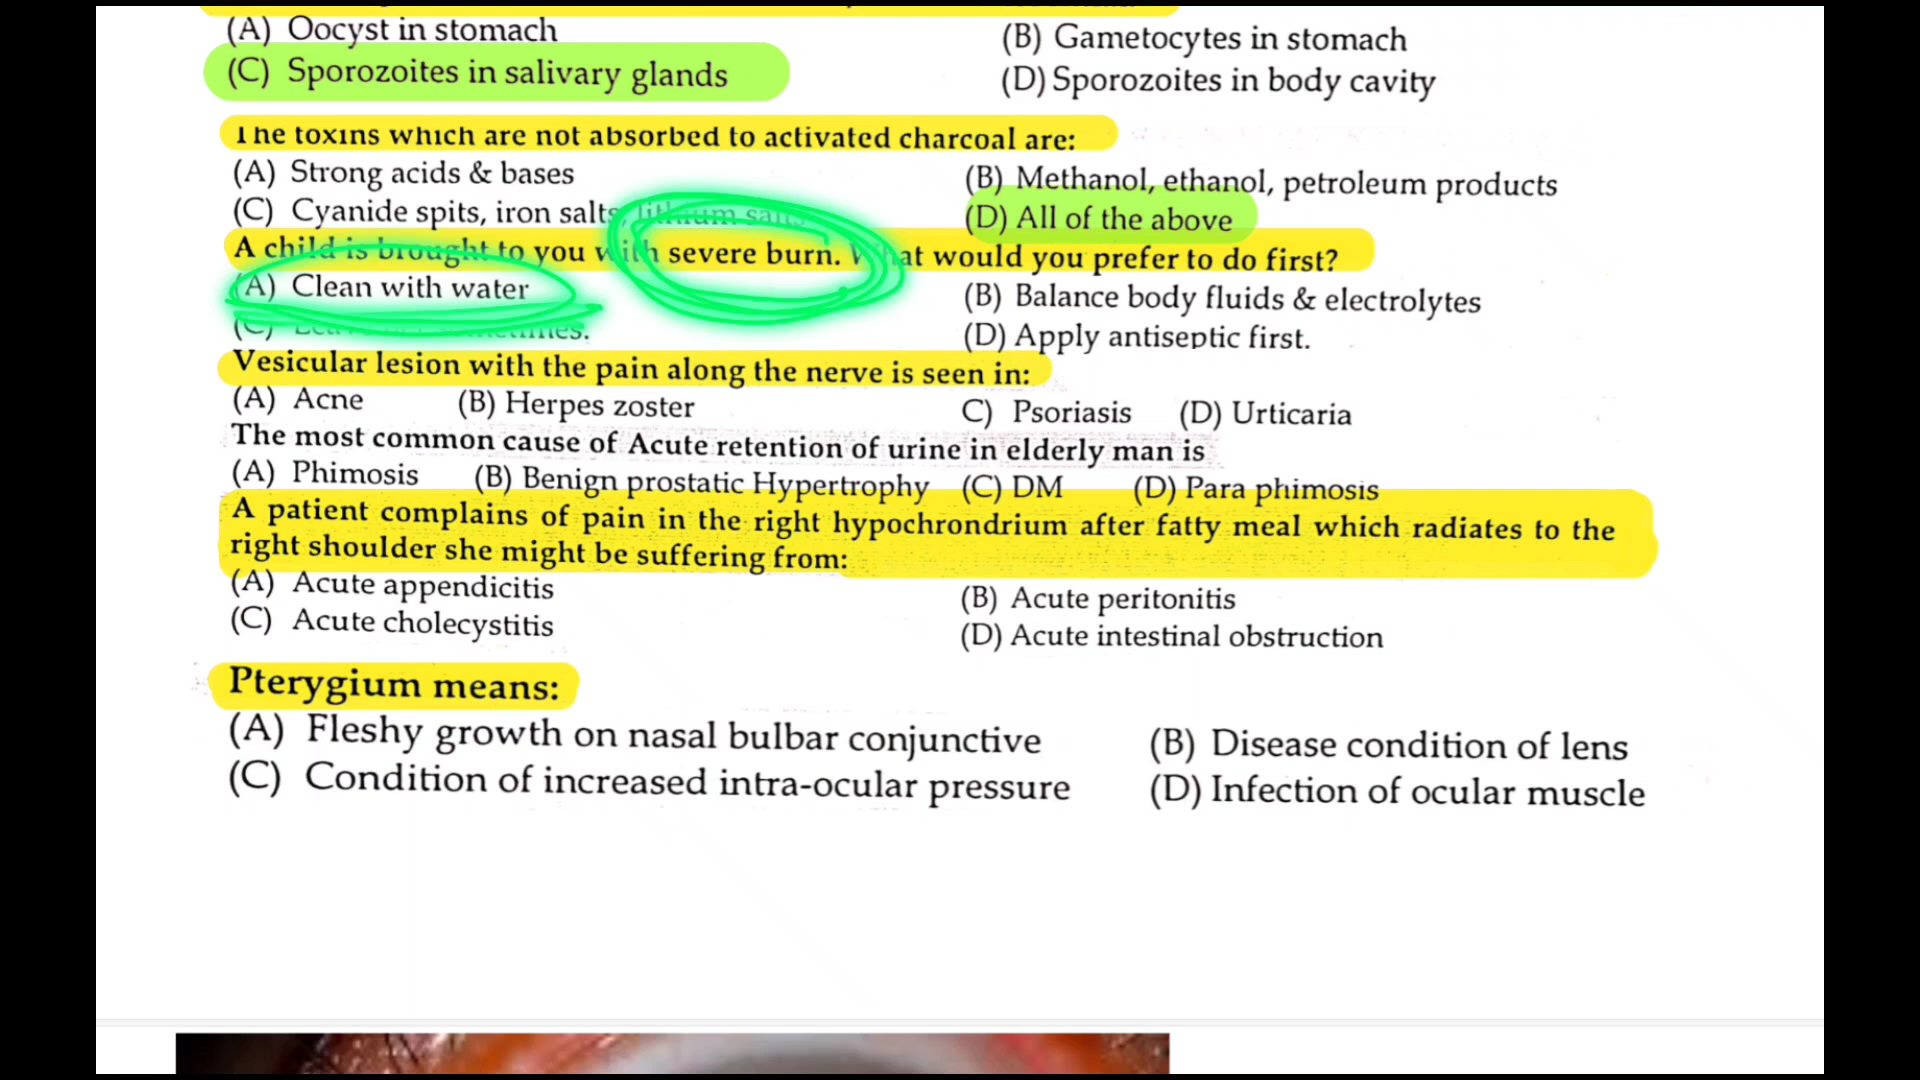 (A) Oocyst in stomach (B) Gametocytes in stomach
(C) Sporozoites in salivary glands (D) Sporozoites in body cavity
The toxins which are not absorbed to activated charcoal are:
(A) Strong acids & bases (B) Methanol, ethanol, petroleum products
(C) Cyanide spits, iron salts, lithium salts (D) All of the above
A child is brought to you with severe burn. What would you prefer to do first?
(A) Clean with water (B) Balance body fluids & electrolytes
(C) (D) Apply antiseptic first.
Vesicular lesion with the pain along the nerve is seen in:
(A) Acne (B) Herpes zoster C) Psoriasis (D) Urticaria
The most common cause of Acute retention of urine in elderly man is
(A) Phimosis (B) Benign prostatic Hypertrophy (C) DM (D) Para phimosis
A patient complains of pain in the right hypochrondrium after fatty meal which radiates to the
right shoulder she might be suffering from:
(A) Acute appendicitis (B) Acute peritonitis
(C) Acute cholecystitis (D) Acute intestinal obstruction
Pterygium means:
(A) Fleshy growth on nasal bulbar conjunctive (B) Disease condition of lens
(C) Condition of increased intra-ocular pressure (D) Infection of ocular muscle